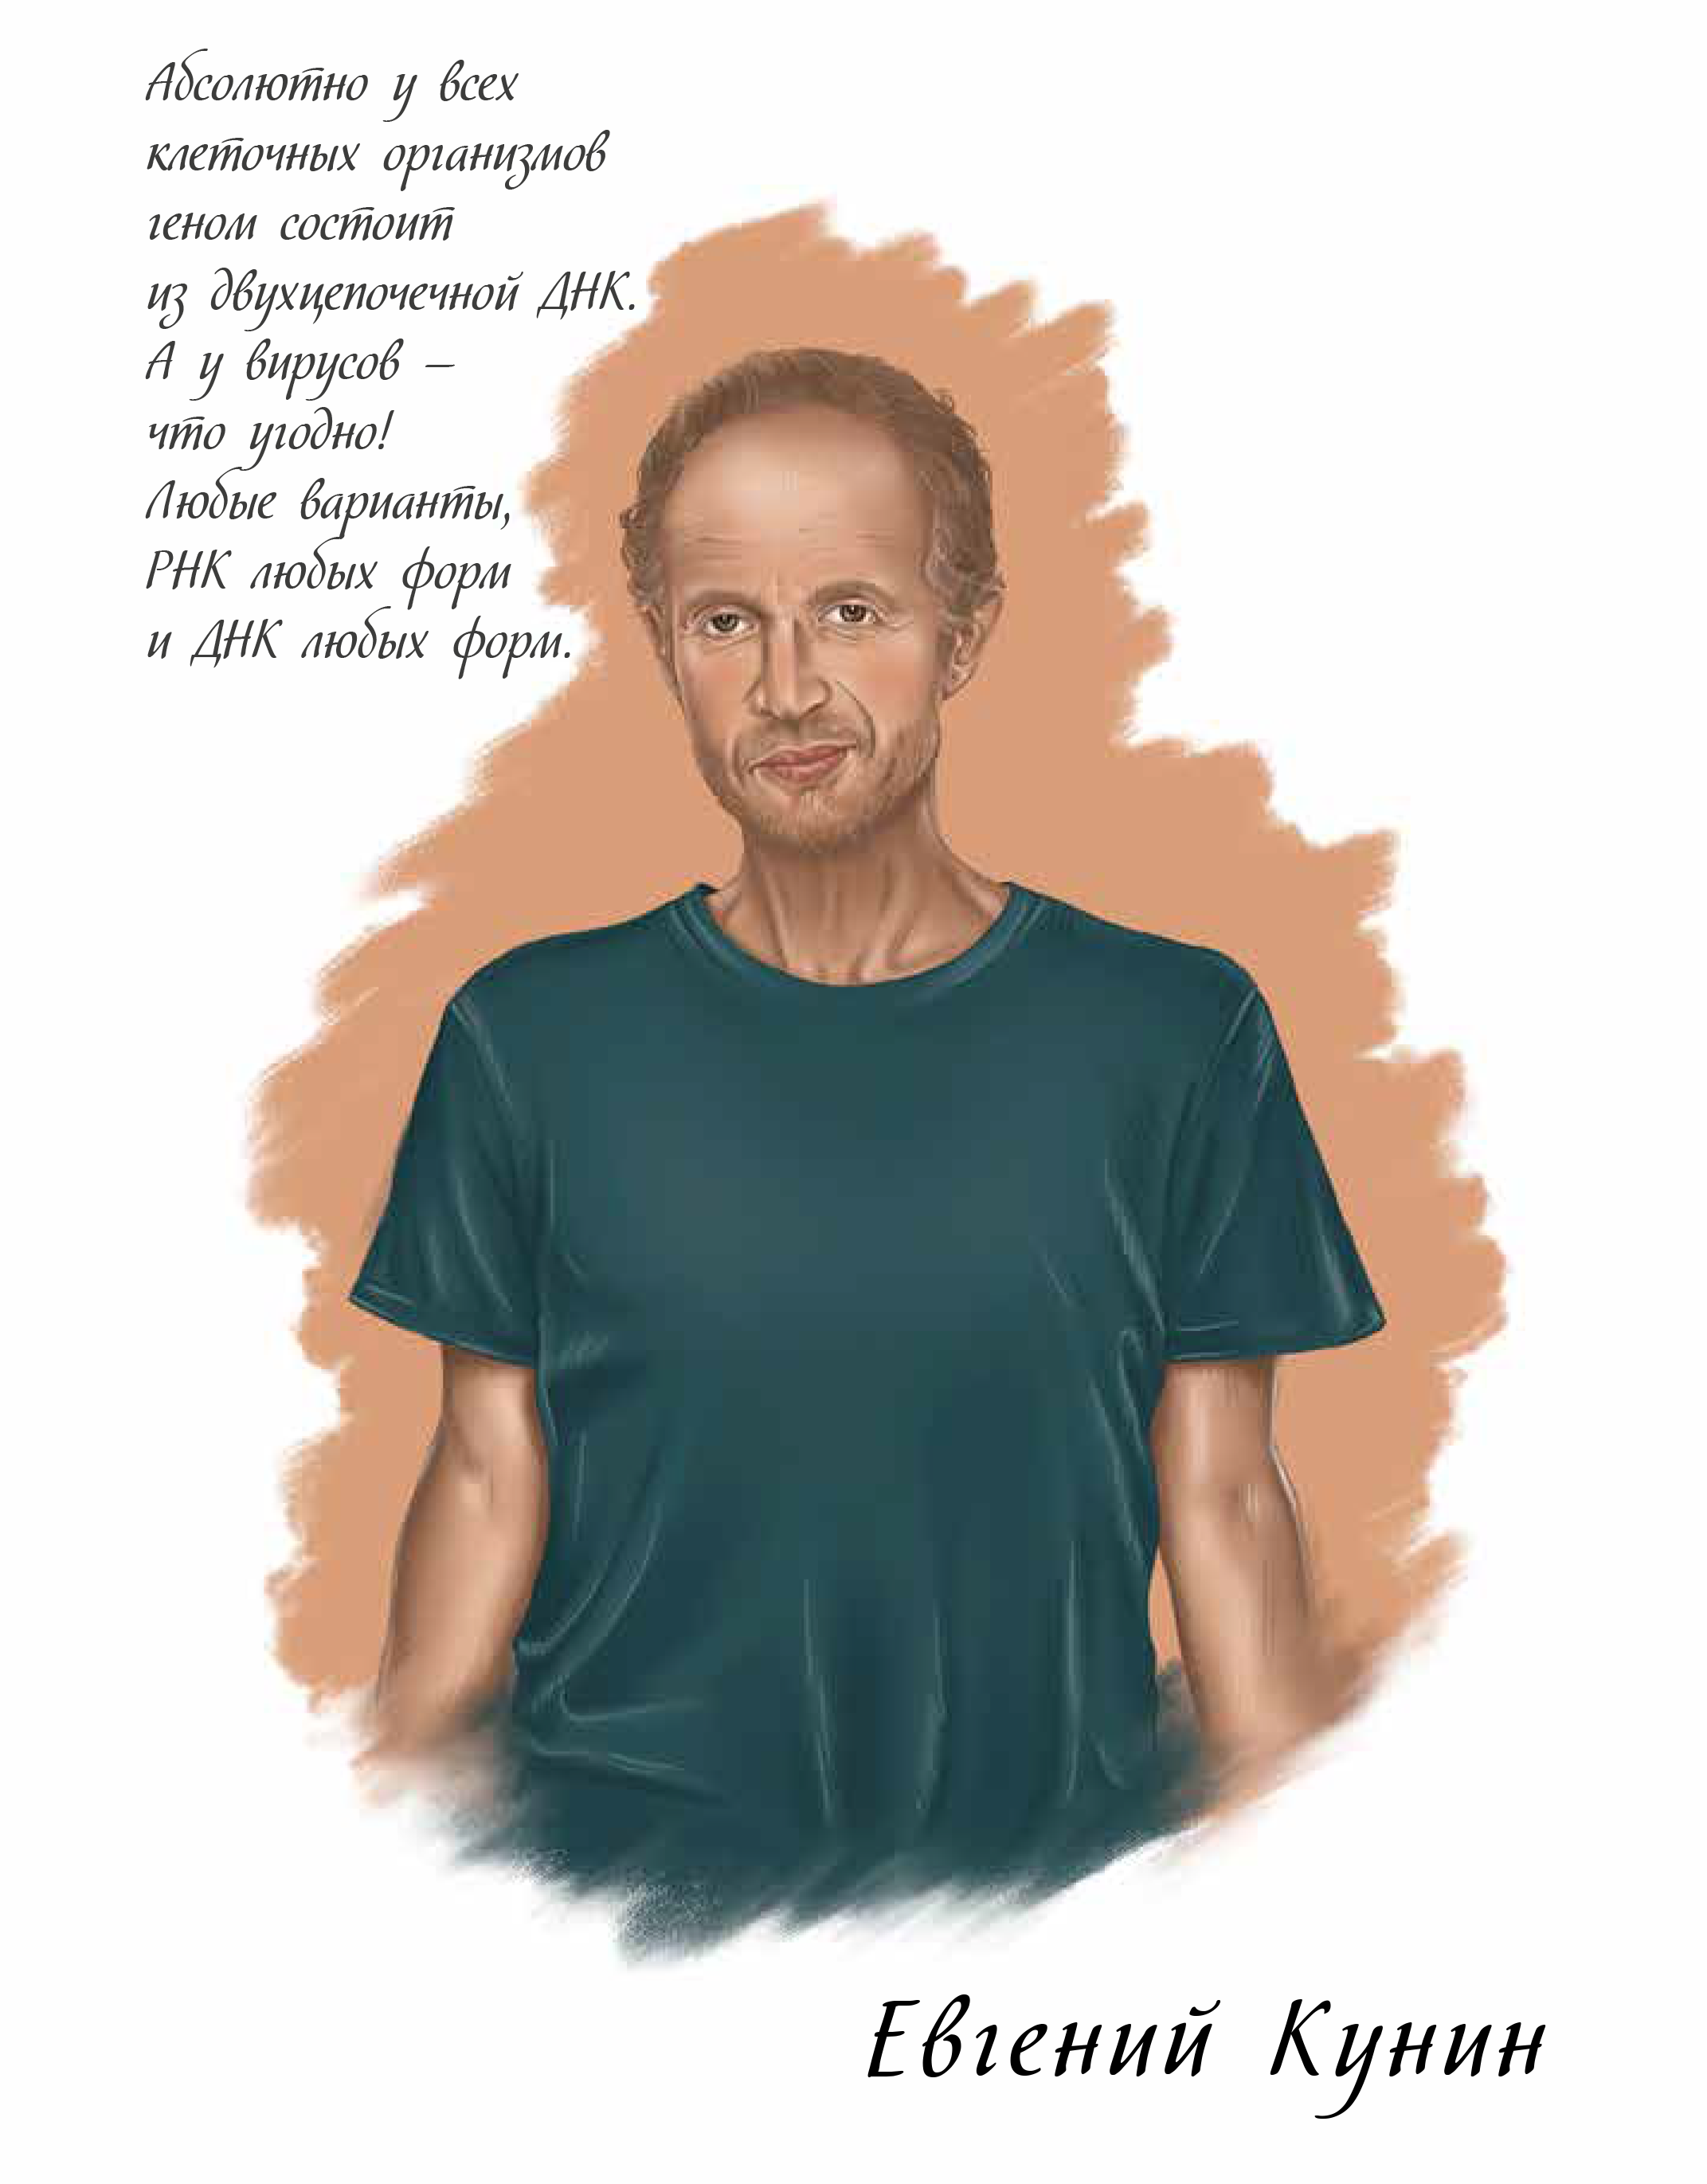 Абсолютно у всех
клеточных организмов
геном состоит
из двухцепочечной ДНК.
А у вирусов –
что угодно!
Любые варианты,
РНК любых форм
и ДНК любых форм.
Евгений Кунин